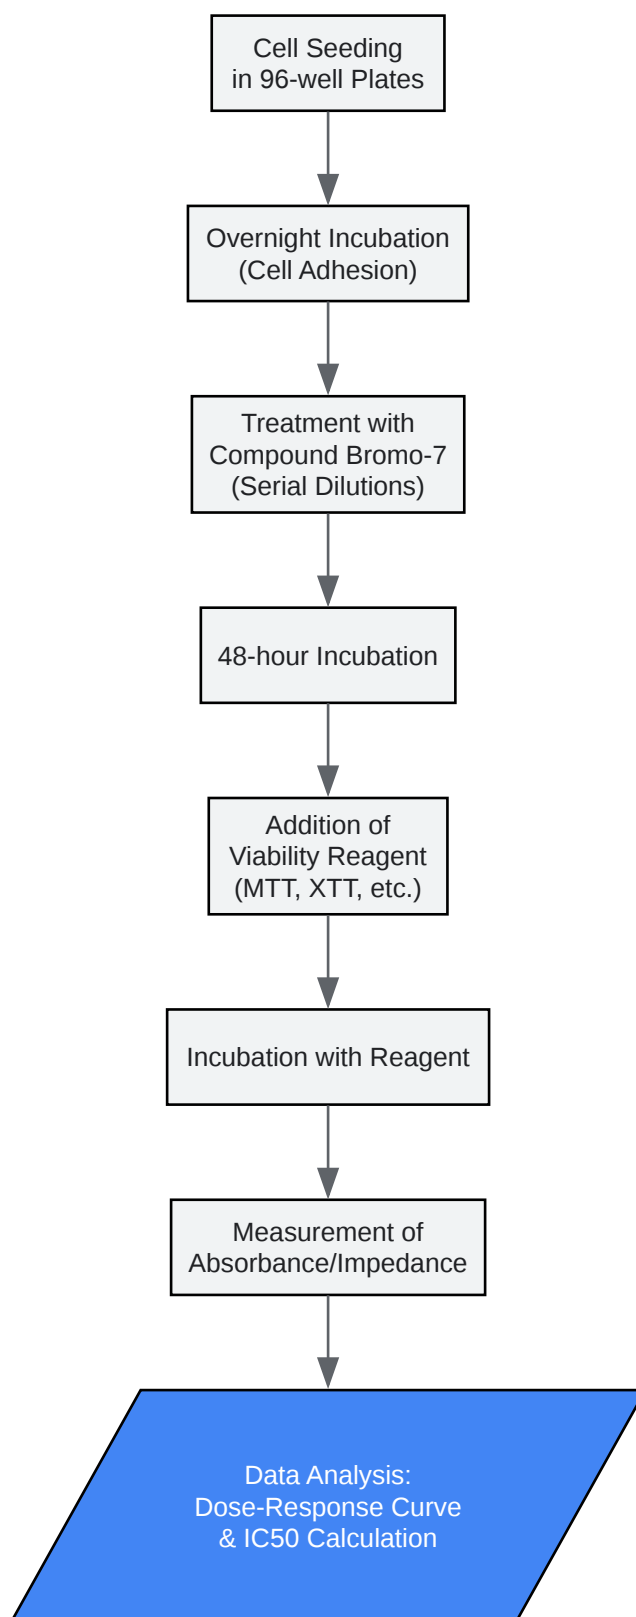 Cell Seeding
in 96-well Plates
Overnight Incubation
(Cell Adhesion)
Treatment with
Compound Bromo-7
(Serial Dilutions)
48-hour Incubation
Addition of
Viability Reagent
(MTT, XTT, etc.)
Incubation with Reagent
Measurement of
Absorbance/Impedance
Data Analysis:
Dose-Response Curve
& IC50 Calculation